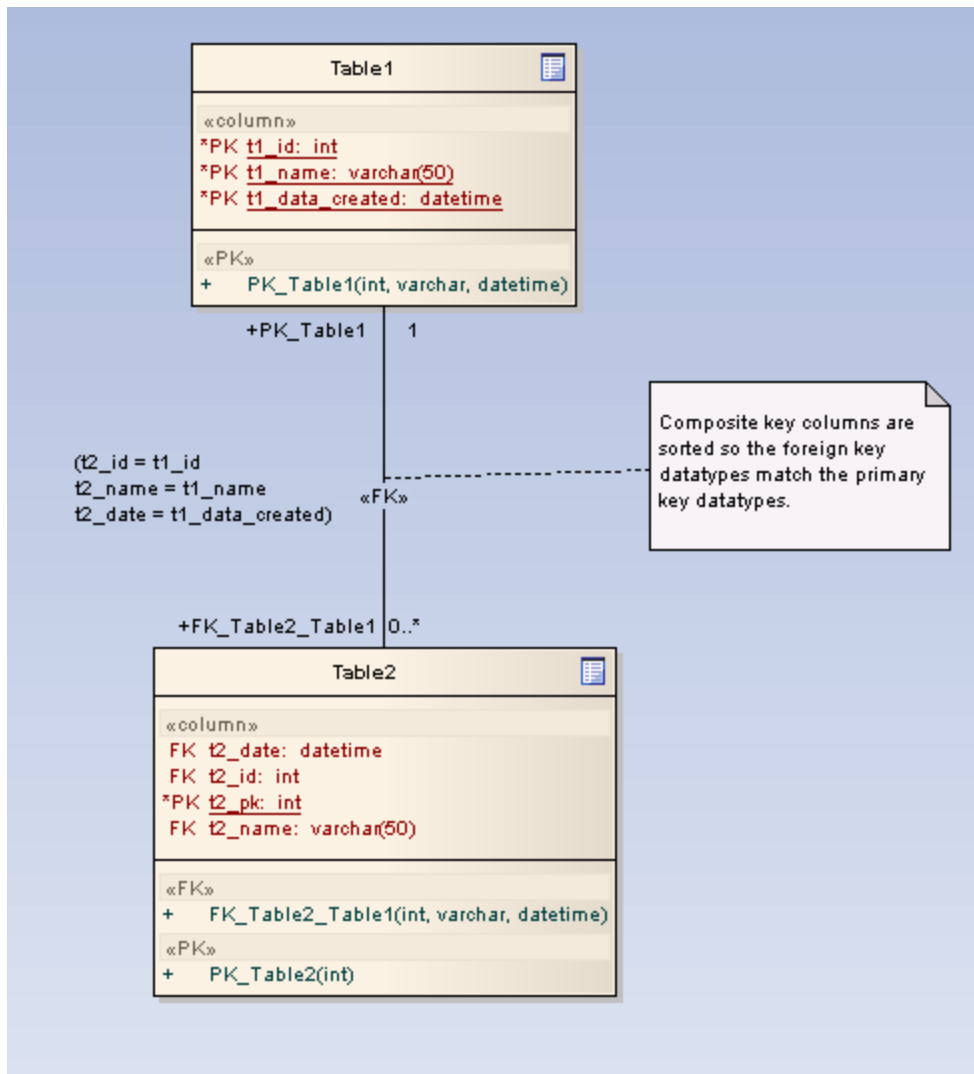 Table1
«column»
*PK t1_id: int
*PK t1_name: varchar(50)
*PK t1_data_created: datetime
«PK»
+ PK_Table1(int, varchar, datetime)
+PK_Table1 1
Composite key columns are
sorted so the foreign key
datatypes match the primary
key datatypes.
(t2_id = t1_id
t2_name = t1_name
t2_date = t1_data_created)
«FK»
+FK_Table2_Table1 0..*
Table2
«column»
FK t2_date: datetime
FK t2_id: int
*PK t2_pk: int
FK t2_name: varchar(50)
«FK»
+ FK_Table2_Table1(int, varchar, datetime)
«PK»
+ PK_Table2(int)